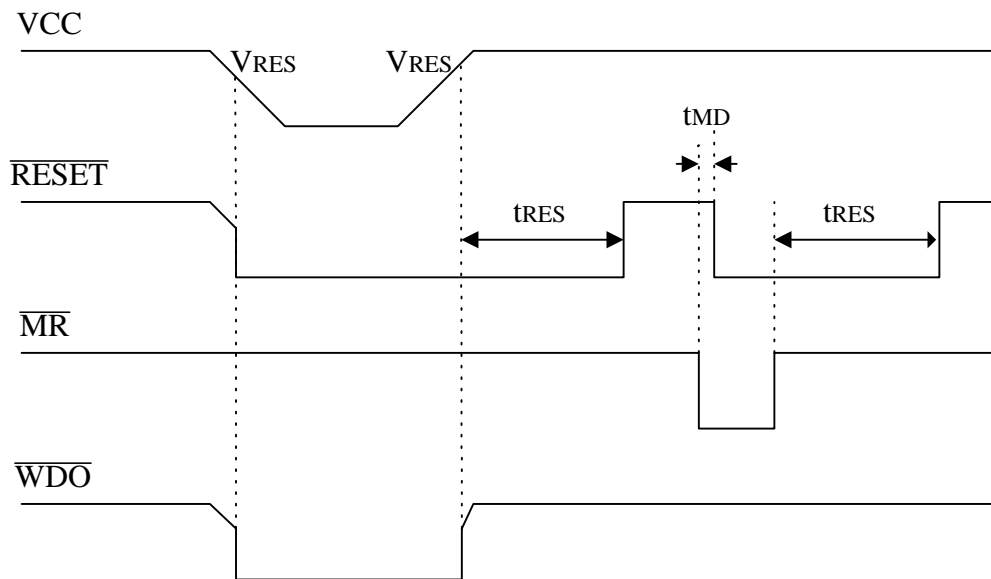 VCC
VRES VRES
tMD
RESET
tRES tRES
MR
WDO